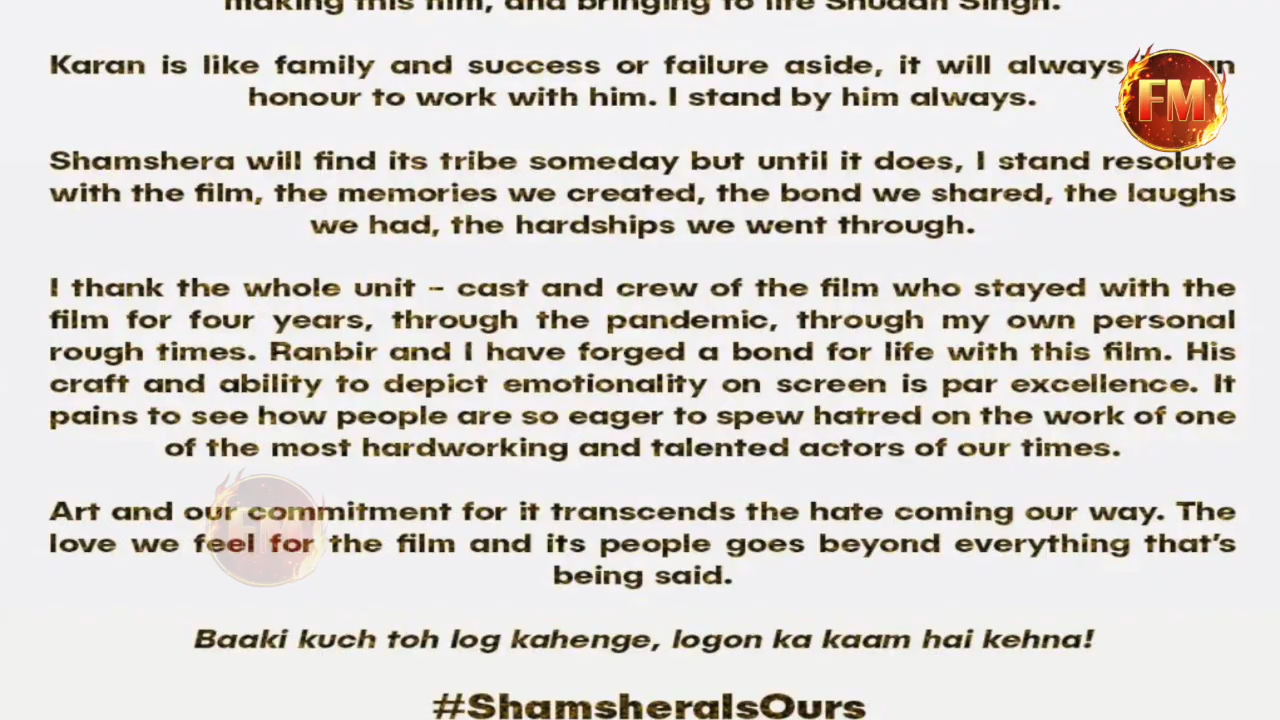 making this film, and bringing to life Shudah Singh.
Karan is like family and success or failure aside, it will always
FM
honour to work with him. I stand by him always.
Shamshera will find its tribe someday but until it does, I stand resolute
with the film, the memories we created, the bond we shared, the laughs
we had, the hardships we went through.
I thank the whole unit – cast and crew of the film who stayed with the
film for four years, through the pandemic, through my own personal
rough times. Ranbir and I have forged a bond for life with this film. His
craft and ability to depict emotionality on screen is par excellence. It
pains to see how people are so eager to spew hatred on the work of one
of the most hardworking and talented actors of our times.
Art and our commitment for it transcends the hate coming our way. The
love we feel for the film and its people goes beyond everything that's
being said.
Baaki kuch toh log kahenge, logon ka kaam hai kehna!
#ShamsheraIsOurs